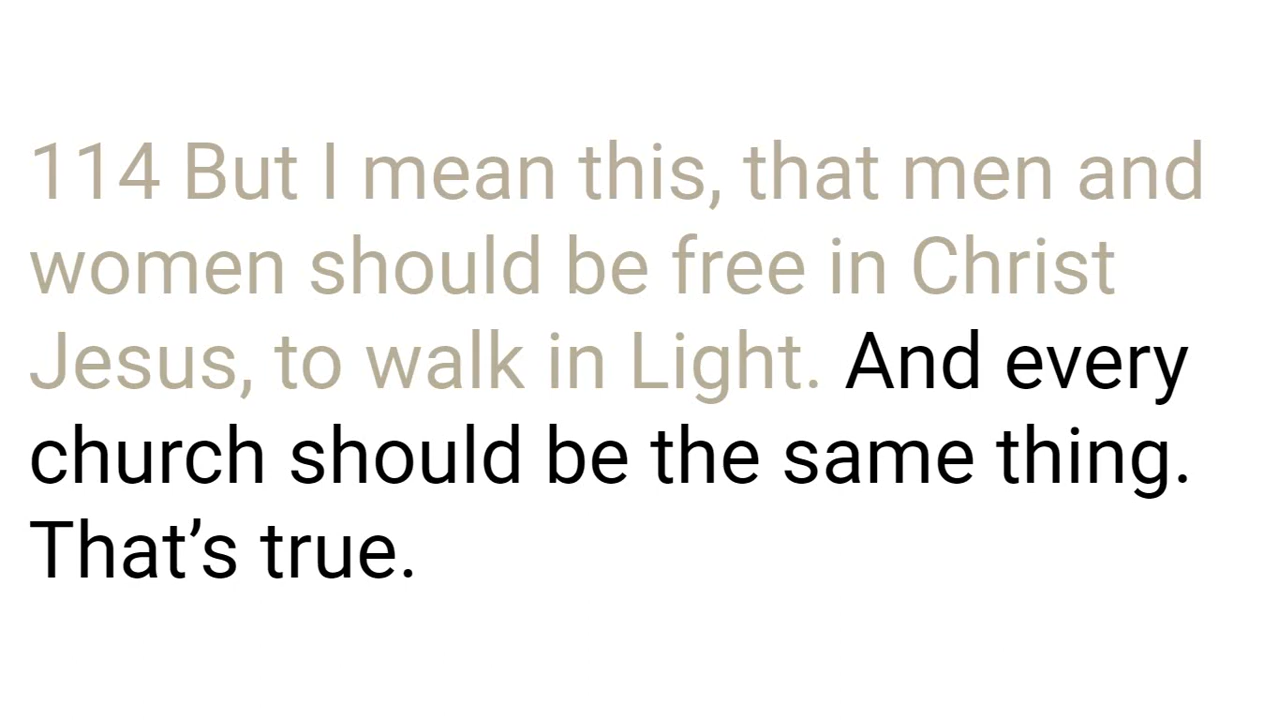 114 But I mean this, that men and
women should be free in Christ
Jesus, to walk in Light. And every
church should be the same thing.
That’s true.